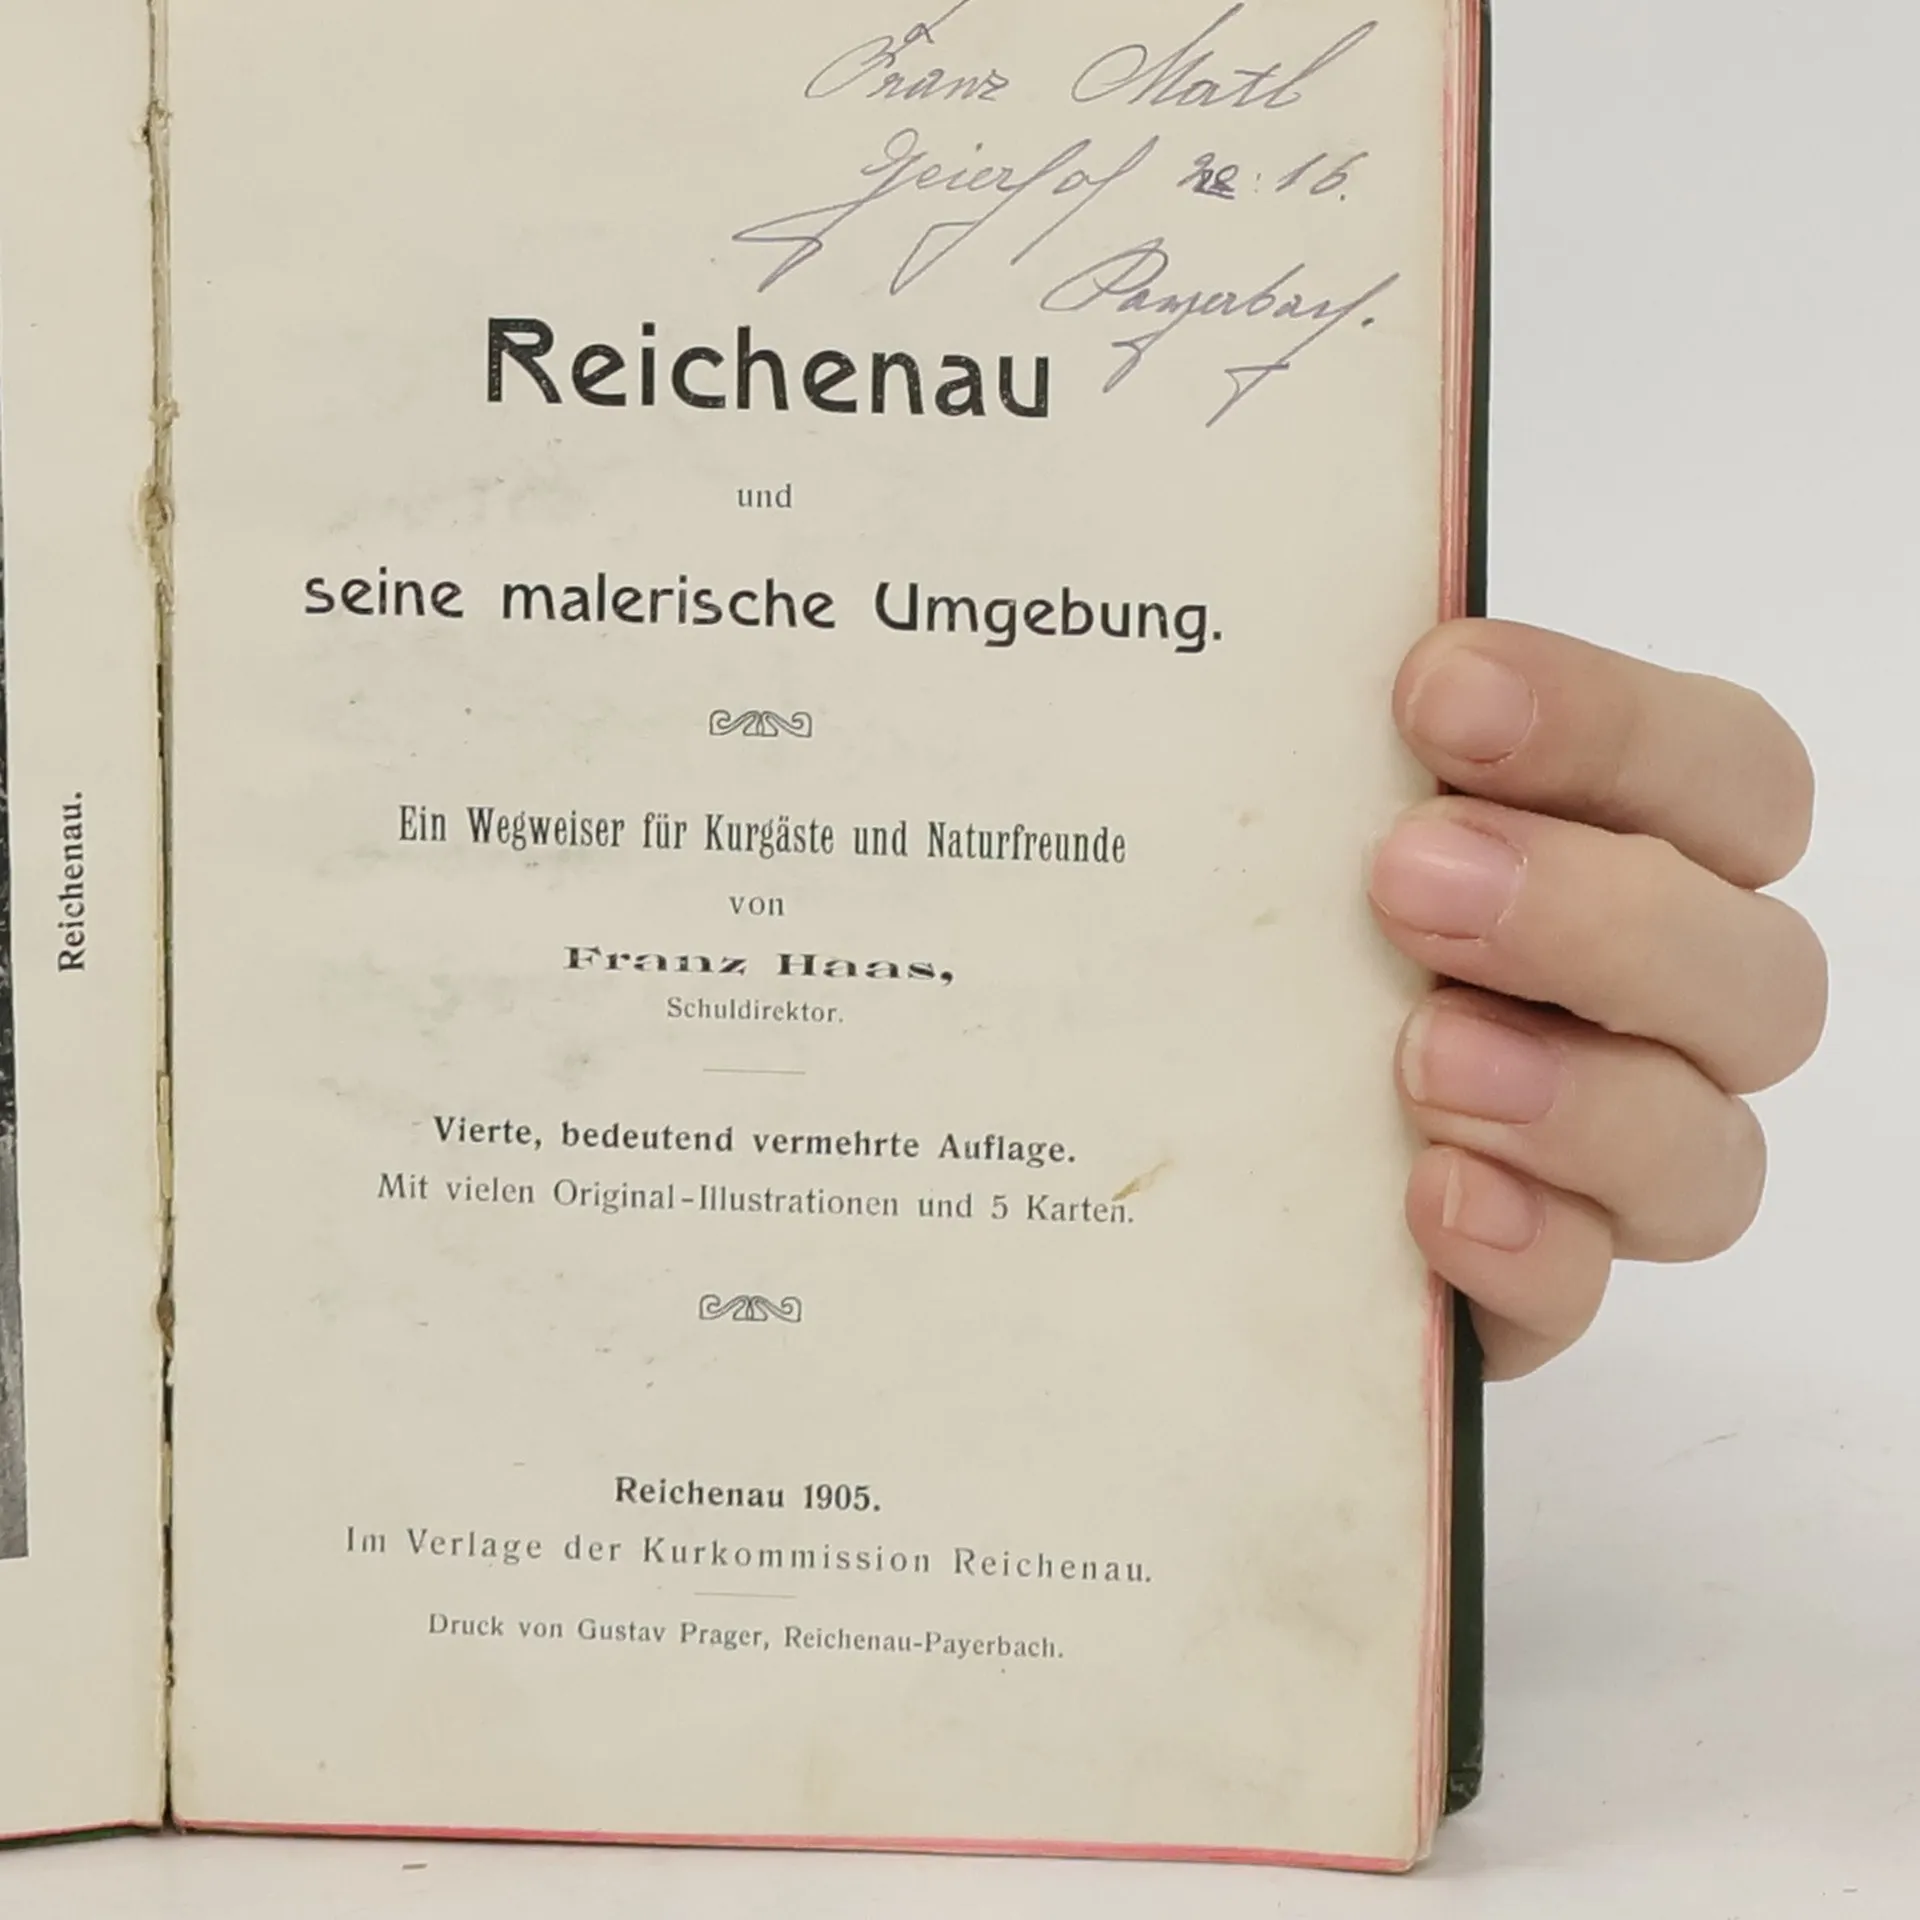 Franz Matl
Geierhof № : 16.
Payerbach.
Reichenau
und
seine malerische Umgebung.
Ein Wegweiser für Kurgäste und Naturfreunde
von
Franz Haas,
Schuldirektor.
Vierte, bedeutend vermehrte Auflage.
Mit vielen Original-Illustrationen und 5 Karten.
Reichenau 1905.
Im Verlage der Kurkommission Reichenau.
Druck von Gustav Prager, Reichenau-Payerbach.
Reichenau.